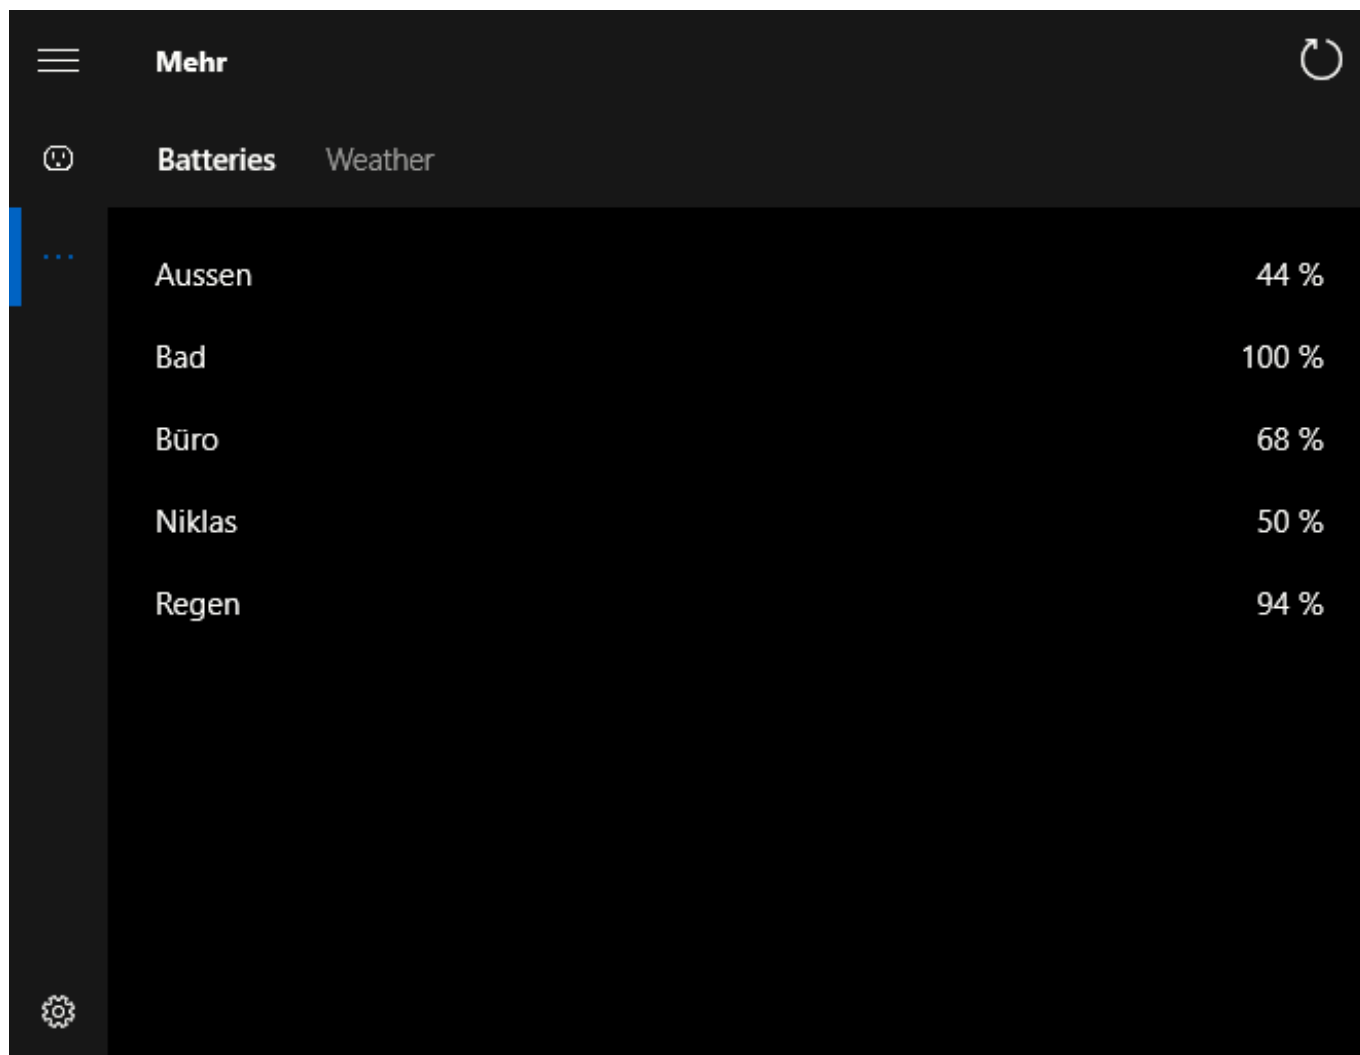 Mehr
Batteries Weather
Aussen 44 %
Bad 100 %
Büro 68 %
Niklas 50 %
Regen 94 %